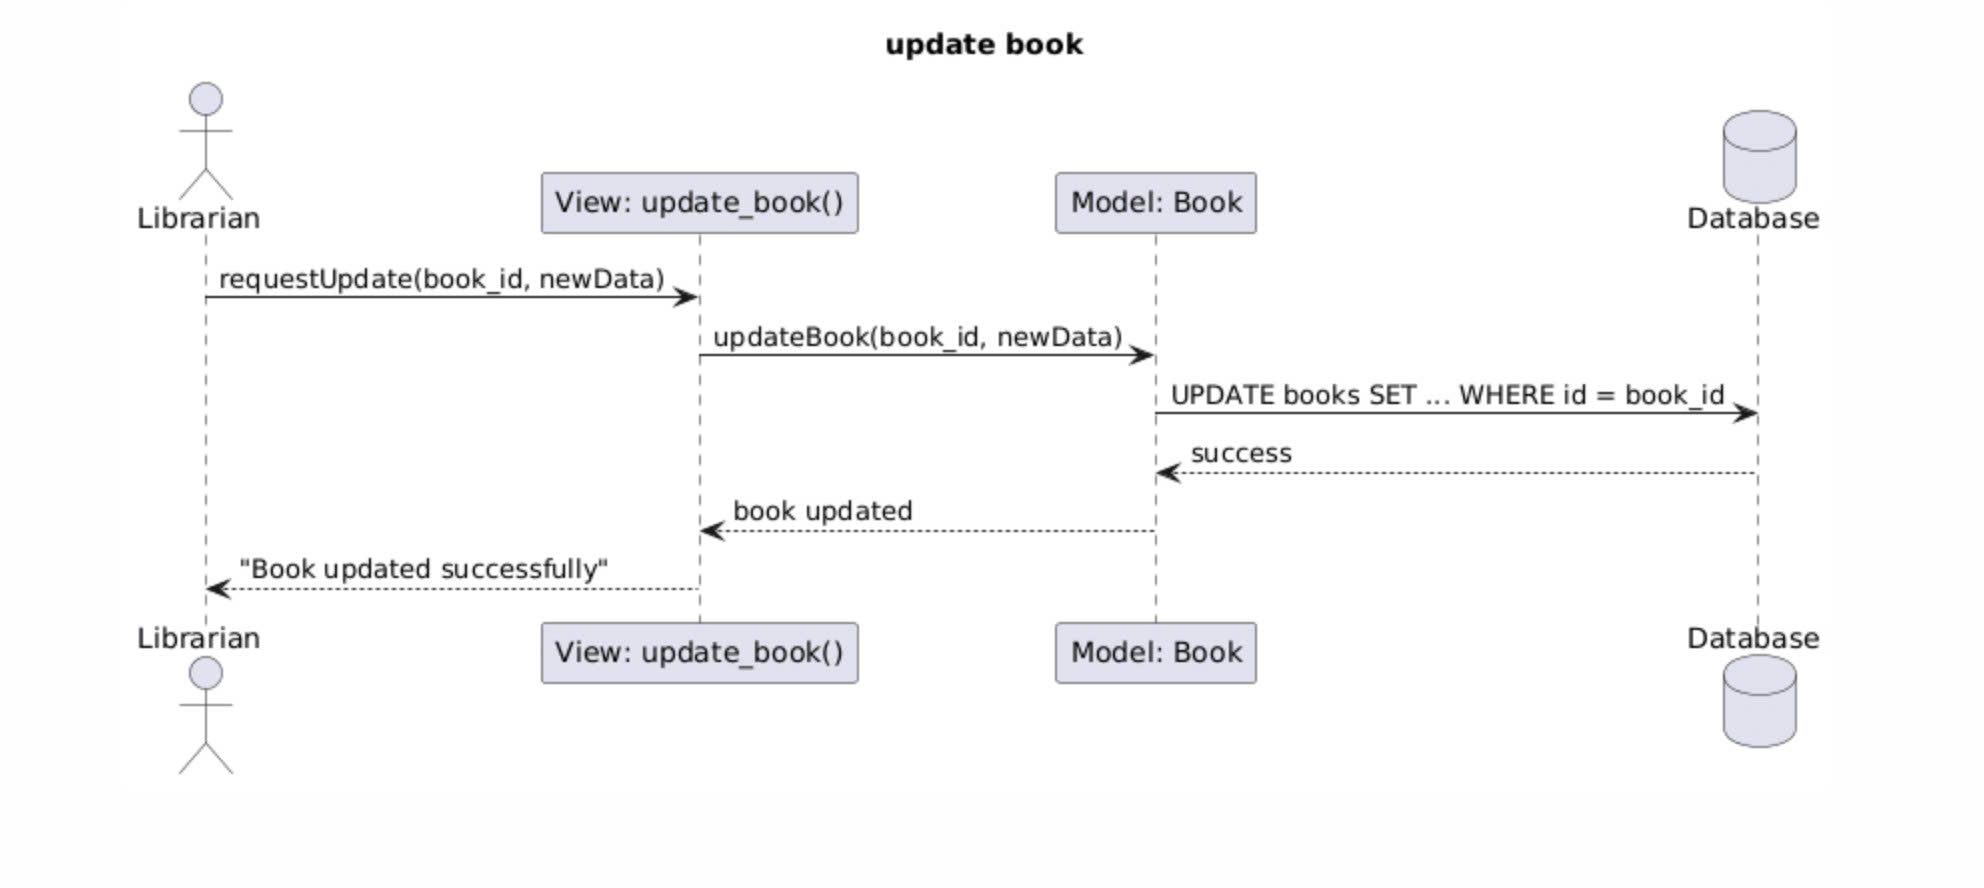 update book
Librarian
View: update_book()
Model: Book
Database
requestUpdate(book_id, newData)
updateBook(book_id, newData)
UPDATE books SET ... WHERE id = book_id
success
book updated
"Book updated successfully"
Librarian
View: update_book()
Model: Book
Database